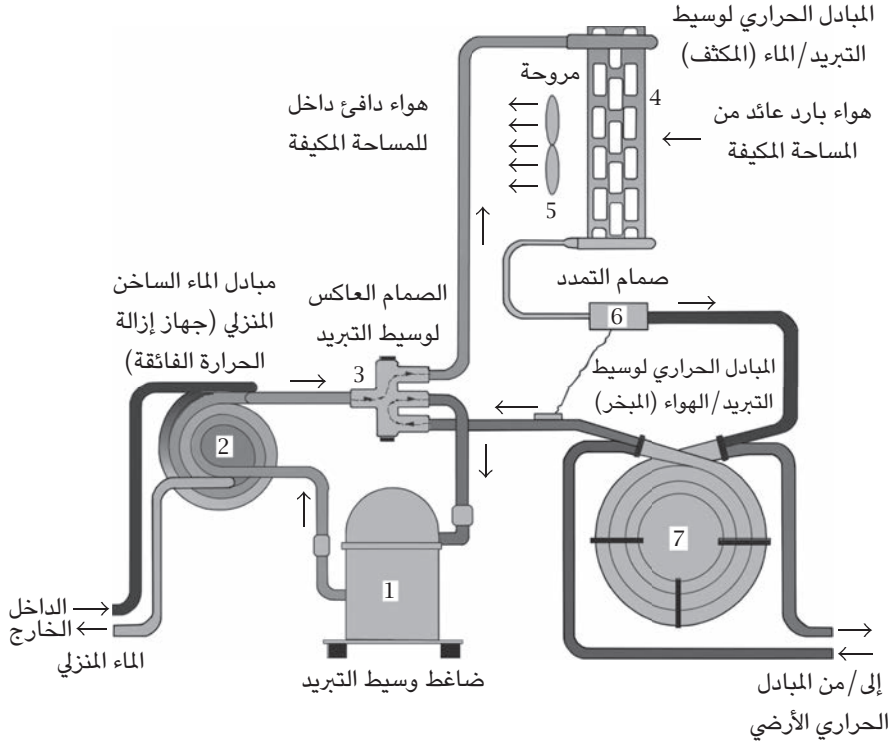 المبادل الحراري لوسيط
التبريد/الماء (المكثف)
4
مروحة
هواء بارد عائد من
المساحة المكيفة
هواء دافئ داخل
للمساحة المكيفة
5
صمام التمدد
6
مبادل الماء الساخن
المنزلي (جهاز إزالة
الحرارة الفائقة)
الصمام العاكس
لوسيط التبريد
3
المبادل الحراري لوسيط
التبريد/الهواء (المبخر)
2
7
1
الداخل
الخارج
الماء المنزلي
ضاغط وسيط التبريد
إلى/من المبادل
الحراري الأرضي